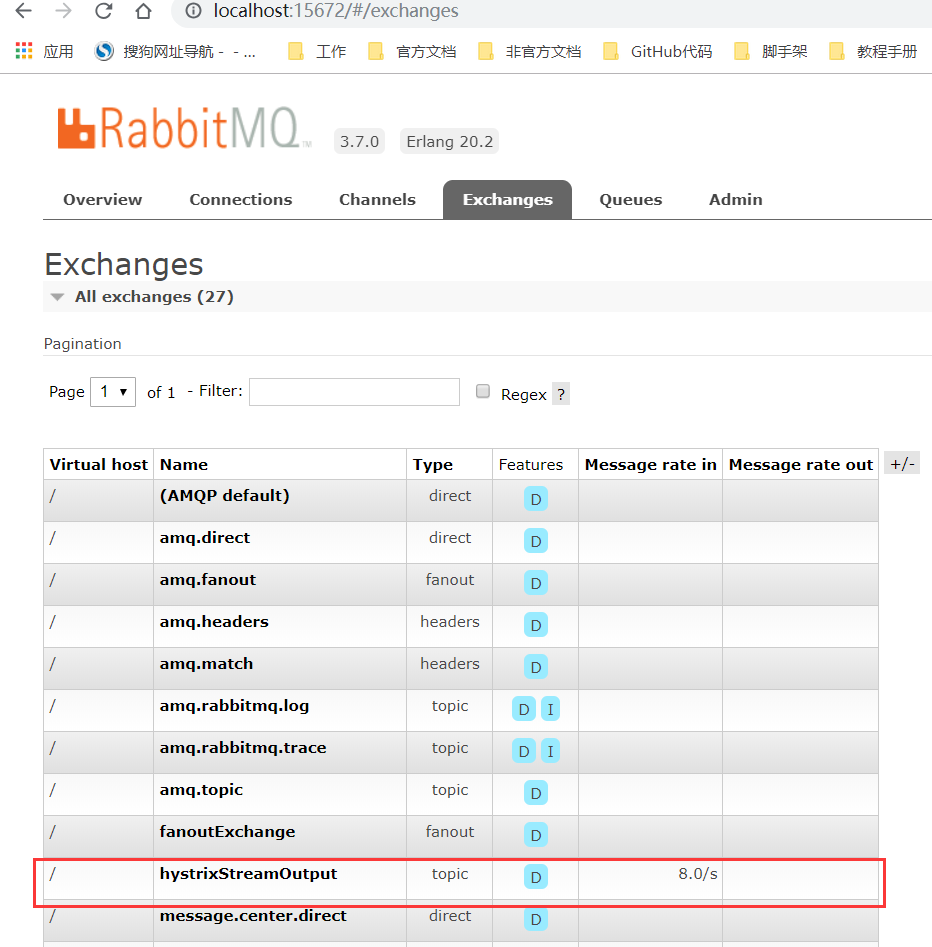 localhost:15672/#/exchanges
应用 搜狗网址导航 - - ... 工作 官方文档 非官方文档 GitHub代码 脚手架 教程手册
RabbitMQ TM 3.7.0 Erlang 20.2
Overview Connections Channels Exchanges Queues Admin
Exchanges
All exchanges (27)
Pagination
Page 1 of 1 - Filter: Regex ?
Virtual host Name Type Features Message rate in Message rate out +/-
/ (AMQP default) direct D
/ amq.direct direct D
/ amq.fanout fanout D
/ amq.headers headers D
/ amq.match headers D
/ amq.rabbitmq.log topic D I
/ amq.rabbitmq.trace topic D I
/ amq.topic topic D
/ fanoutExchange fanout D
/ hystrixStreamOutput topic D 8.0/s
/ message.center.direct direct D